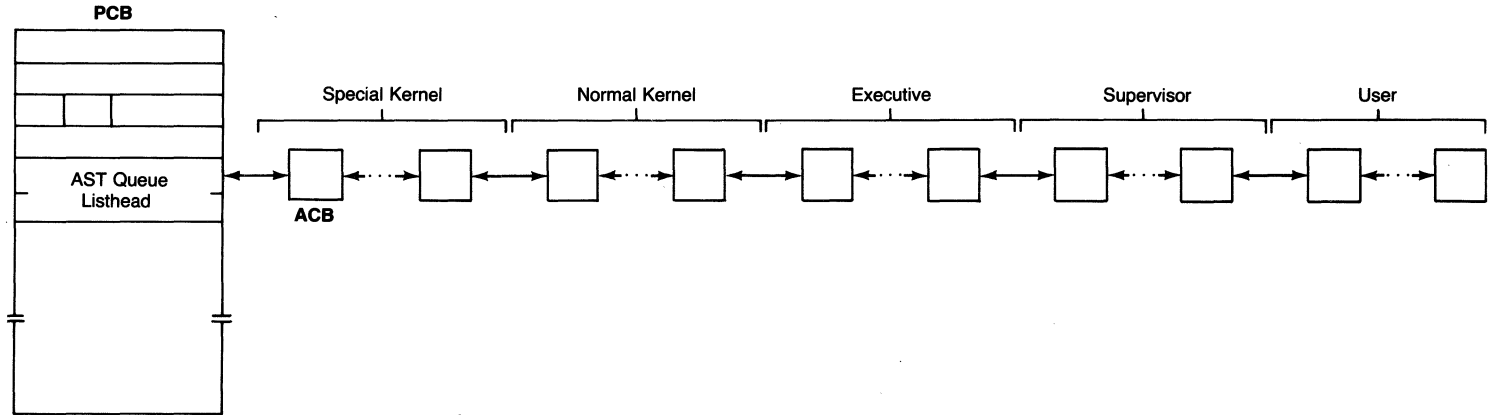 PCB
Special Kernel
Normal Kernel
Executive
Supervisor
User
AST Queue
Listhead
ACB